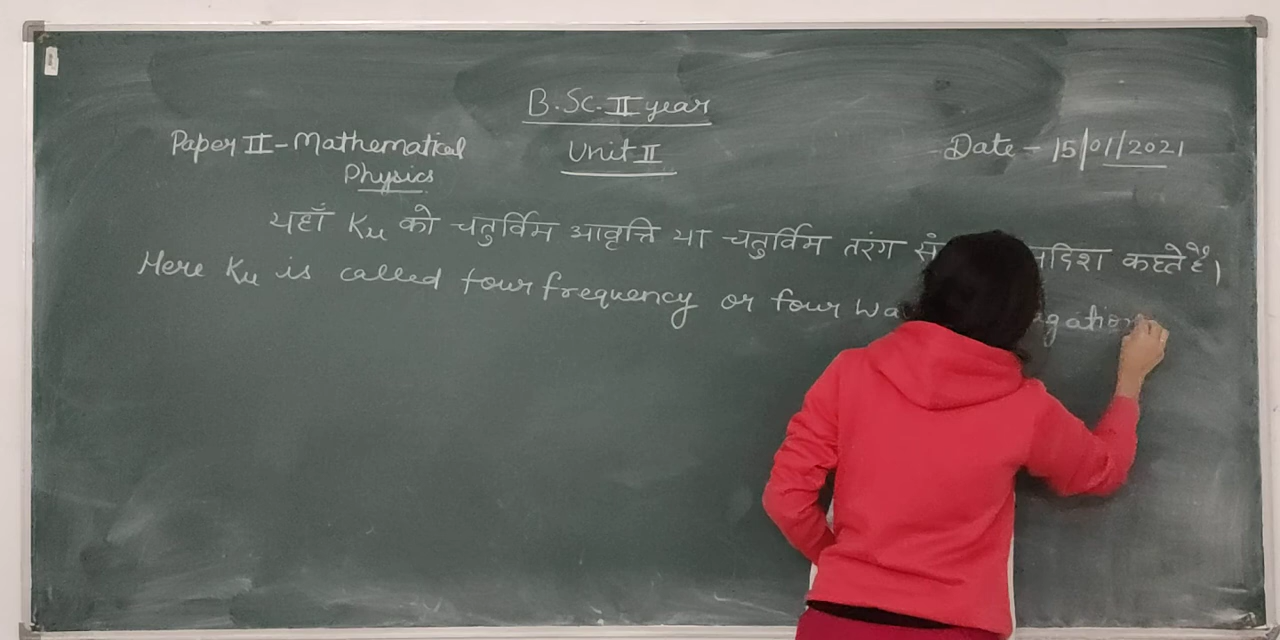 B.Sc. II year
Paper II - Mathematical
Physics
Unit II
Date - 15/01/2021
यहाँ Kμ को चतुर्विम आवृत्ति या चतुर्विम तरंग कहते हैं।
Here Kμ is called four frequency or four